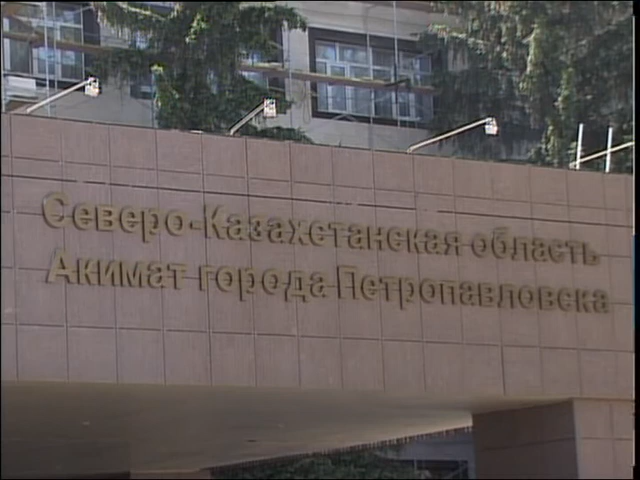 Северо-Казахстанская область
Акимат города Петропавловска